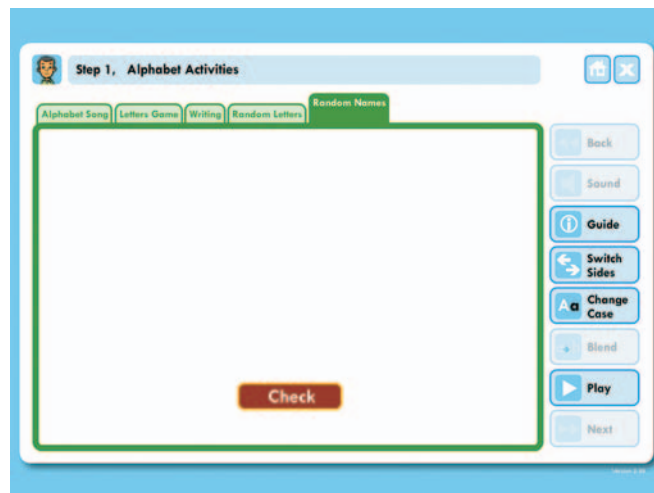 Step 1, Alphabet Activities
Alphabet Song
Letters Game
Writing
Random Letters
Random Names
Back
Sound
Guide
Switch
Sides
Aa
Change
Case
Blend
Play
Next
Check